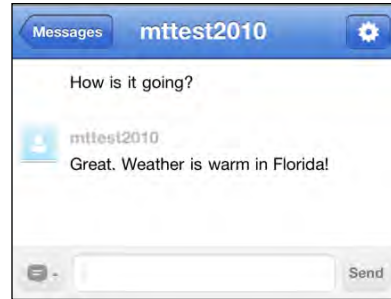 Messages
mttest2010
How is it going?
mttest2010
Great. Weather is warm in Florida!
Send